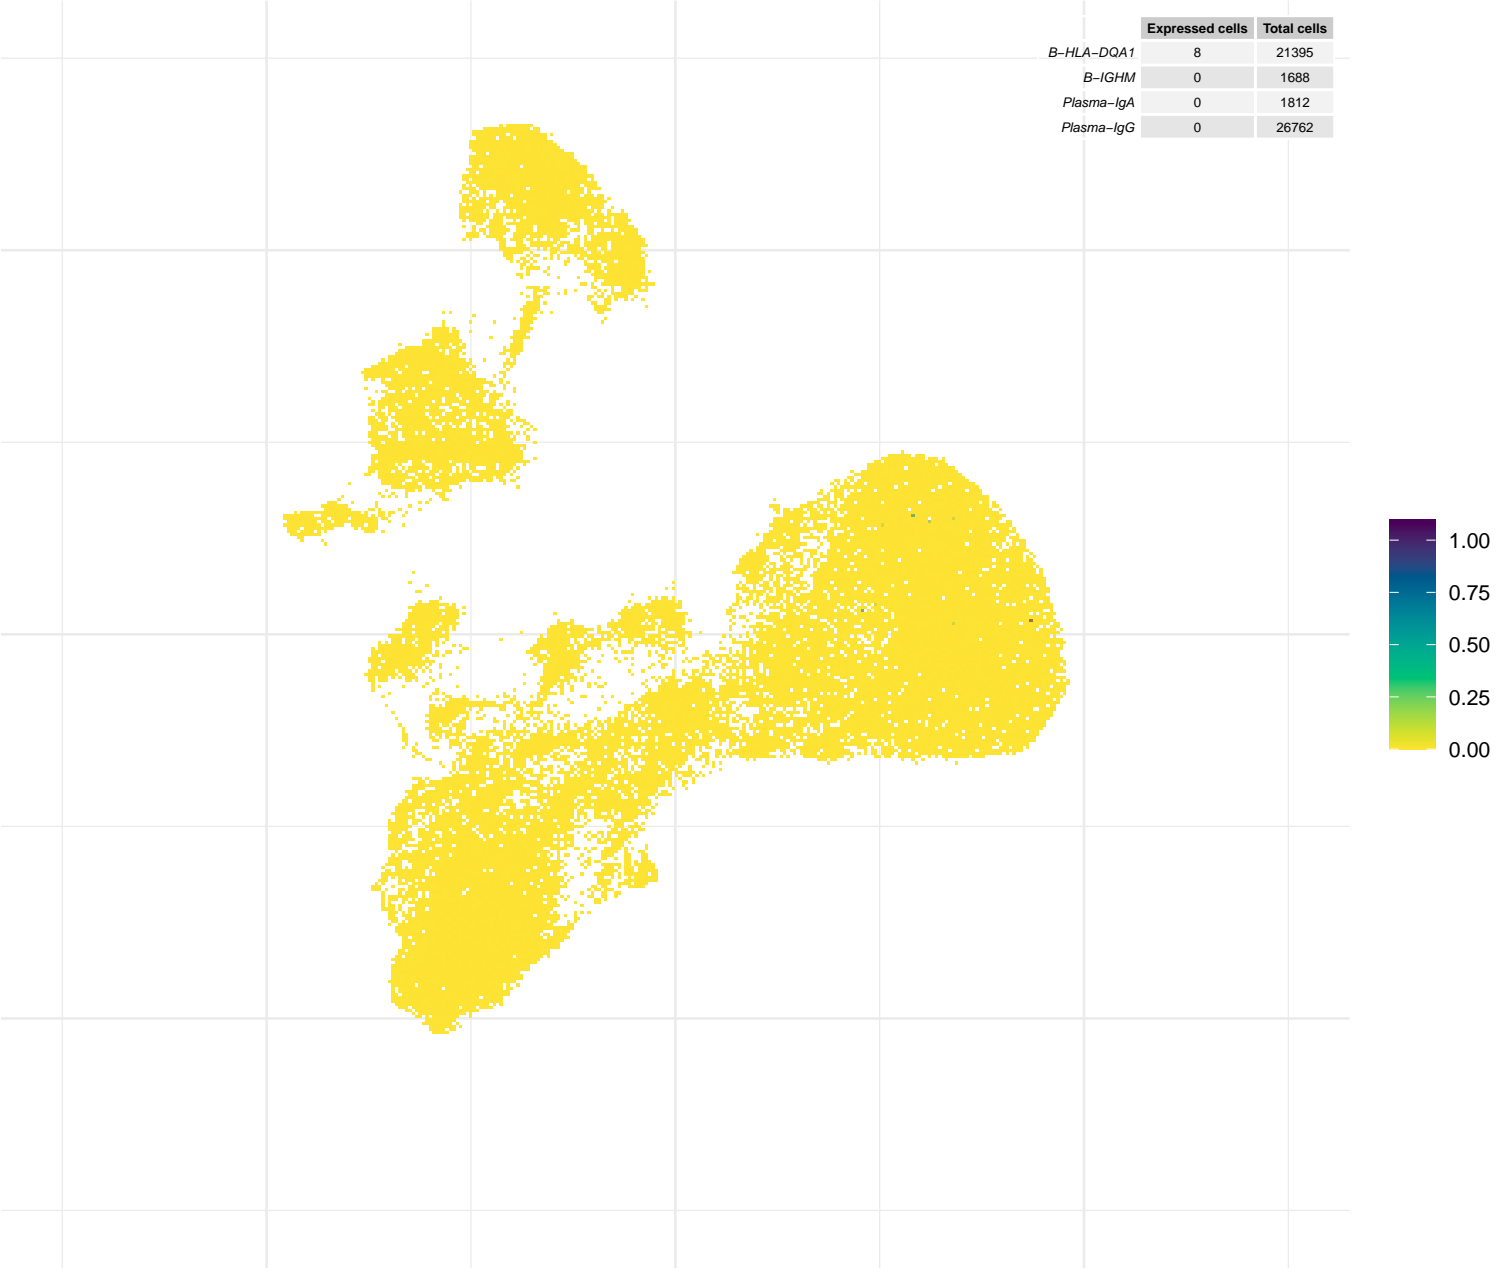 Expressed cells Total cells
B−HLA−DQA1 8 21395
B−IGHM 0 1688
Plasma−IgA 0 1812
Plasma−IgG 0 26762
1.00
0.75
0.50
0.25
0.00